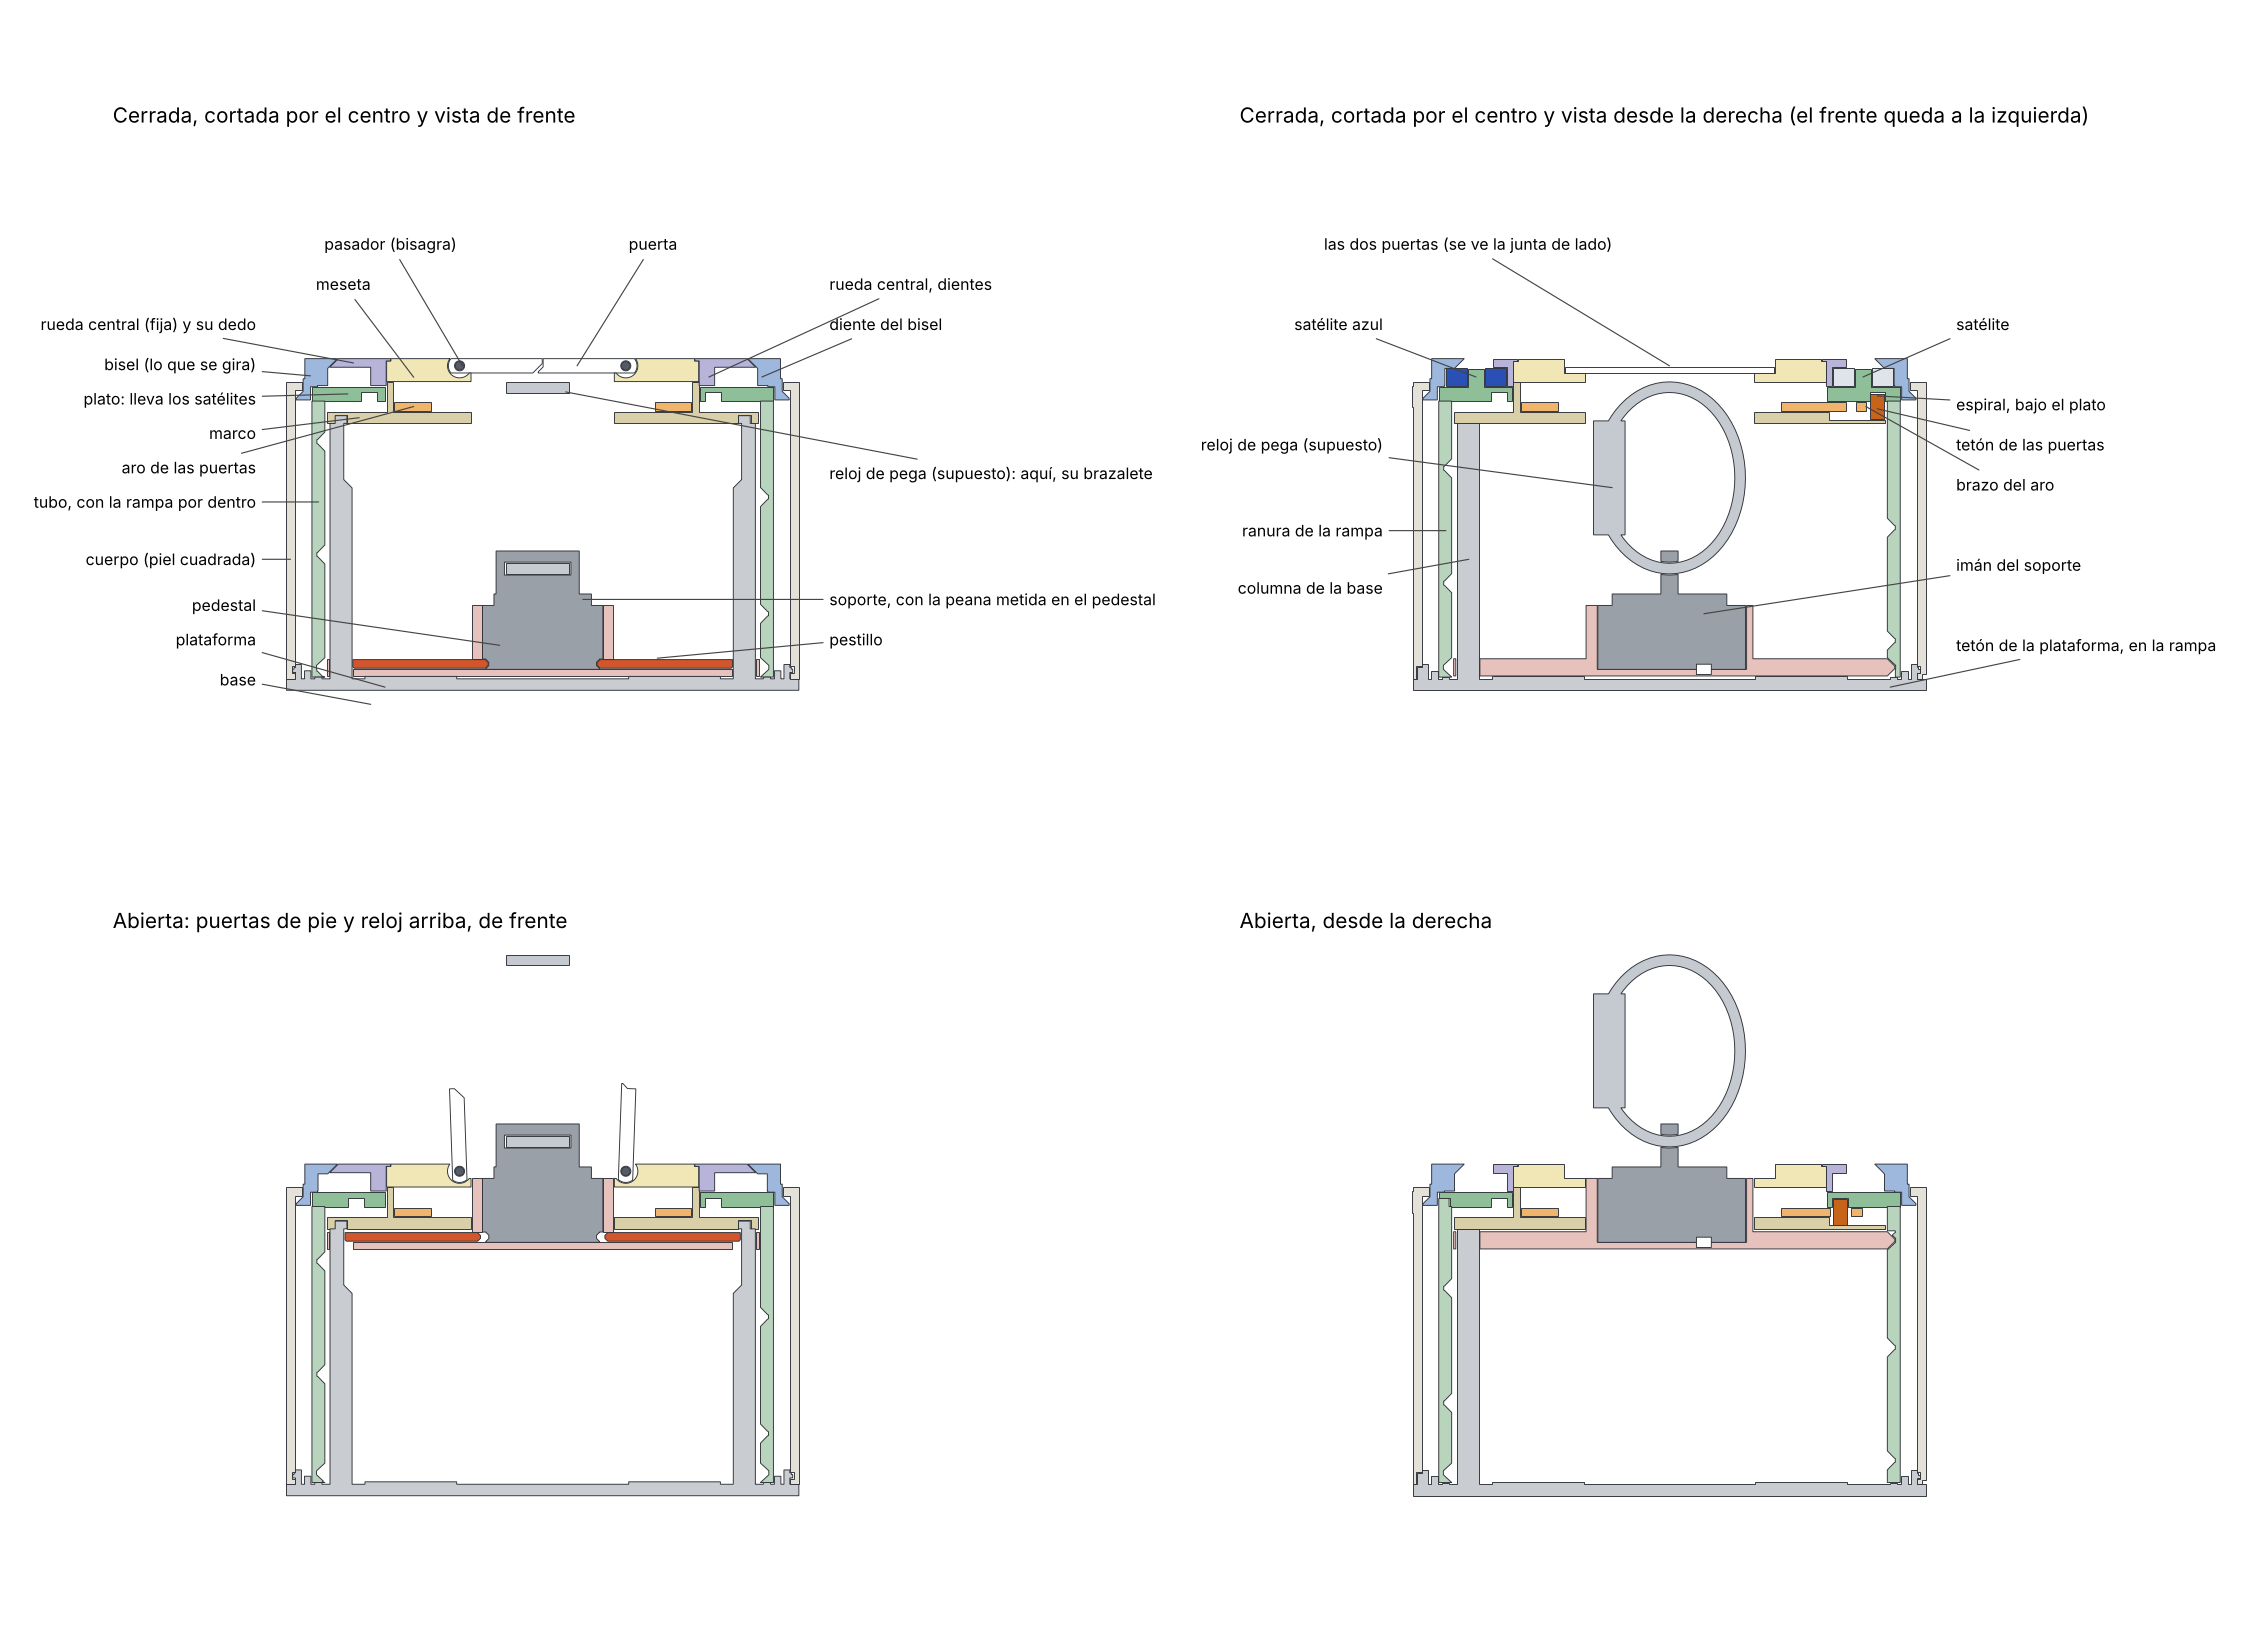 Cerrada, cortada por el centro y vista de frente
pasador (bisagra)
puerta
meseta
rueda central, dientes
rueda central (fija) y su dedo
diente del bisel
bisel (lo que se gira)
plato: lleva los satélites
marco
aro de las puertas
reloj de pega (supuesto): aquí, su brazalete
tubo, con la rampa por dentro
cuerpo (piel cuadrada)
pedestal
soporte, con la peana metida en el pedestal
plataforma
pestillo
base
Cerrada, cortada por el centro y vista desde la derecha (el frente queda a la izquierda)
las dos puertas (se ve la junta de lado)
satélite azul
satélite
espiral, bajo el plato
reloj de pega (supuesto)
tetón de las puertas
brazo del aro
ranura de la rampa
imán del soporte
columna de la base
tetón de la plataforma, en la rampa
Abierta: puertas de pie y reloj arriba, de frente
Abierta, desde la derecha